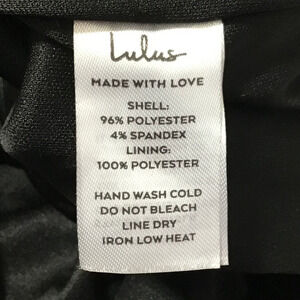 Lulus
MADE WITH LOVE
SHELL:
96% POLYESTER
4% SPANDEX
LINING:
100% POLYESTER
HAND WASH COLD
DO NOT BLEACH
LINE DRY
IRON LOW HEAT